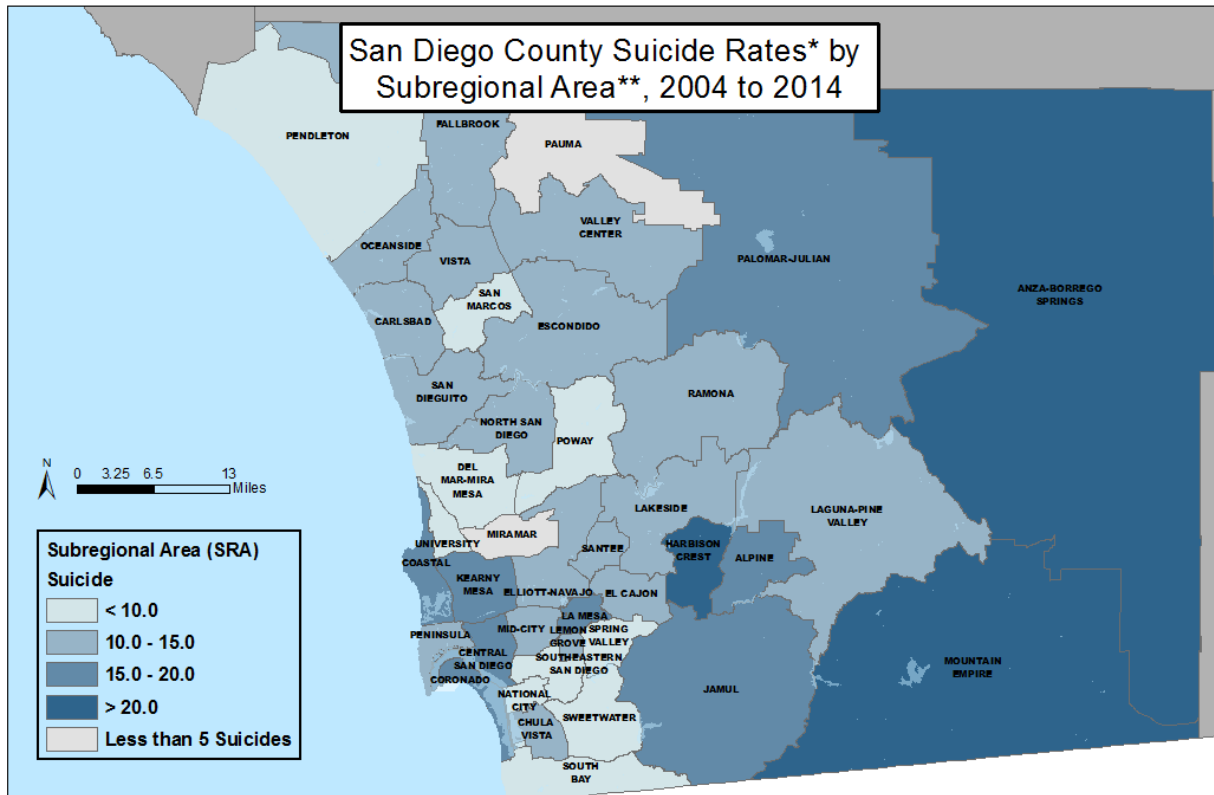 San Diego County Suicide Rates* by
Subregional Area**, 2004 to 2014
PENDLETON
FALLBROOK
PAUMA
VALLEY
CENTER
OCEANSIDE
VISTA
PALOMAR-JULIAN
SAN
MARCOS
ANZA-BORREGO
SPRINGS
CARLSBAD
ESCONDIDO
SAN
DIEGUITO
RAMONA
NORTH SAN
DIEGO
POWAY
DEL
MAR-MIRA
MESA
N
0 3.25 6.5 13
Miles
LAKESIDE
LAGUNA-PINE
VALLEY
MIRAMAR
UNIVERSITY
SANTEE
HARBISON
CREST
ALPINE
COASTAL
KEARNY
MESA
ELLIOTT-NAVAJO
EL CAJON
LA MESA
PENINSULA
MID-CITY
LEMON
GROVE
SPRING
VALLEY
CENTRAL
SAN DIEGO
SOUTHEASTERN
SAN DIEGO
CORONADO
MOUNTAIN
EMPIRE
JAMUL
NATIONAL
CITY
CHULA
VISTA
SWEETWATER
SOUTH
BAY
Subregional Area (SRA)
Suicide
< 10.0
10.0 - 15.0
15.0 - 20.0
> 20.0
Less than 5 Suicides